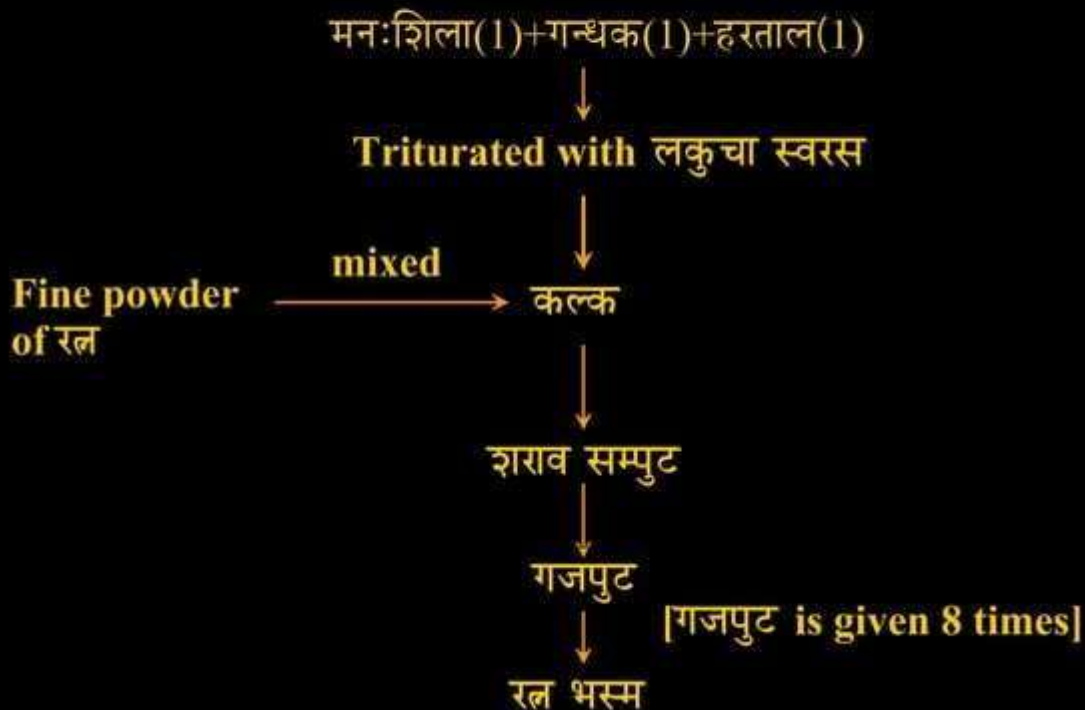 मनःशिला(1)+गन्धक(1)+हरताल(1)
Triturated with लकुचा स्वरस
mixed
Fine powder
of रत्न
कल्क
शराव सम्पुट
गजपुट
[गजपुट is given 8 times]
रत्न भस्म